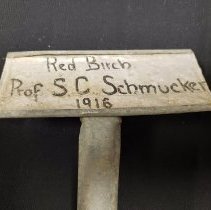 Red Birch
Prof S C Schmucker
1916